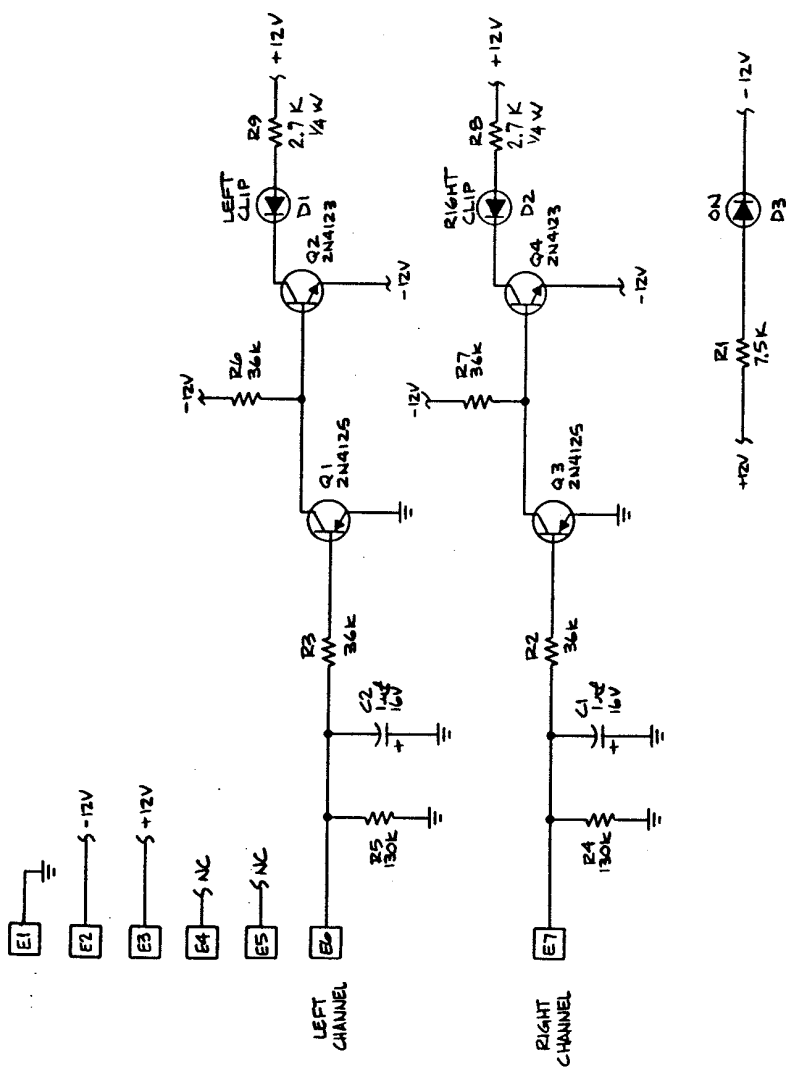 E1
E2
-12V
E3
+12V
E4
NC
E5
NC
LEFT
CHANNEL
E6
R5
130K
C2
1µf
16V
R3
36K
Q1
2N4125
-12V
R6
36K
Q2
2N4123
-12V
LEFT
CLIP
D1
R9
2.7K
1/4 W
+12V
RIGHT
CHANNEL
E7
R4
130K
C1
1µf
16V
R2
36K
Q3
2N4125
-12V
R7
36K
Q4
2N4123
-12V
RIGHT
CLIP
D2
R8
2.7K
1/4 W
+12V
+12V
R1
7.5K
ON
D3
-12V